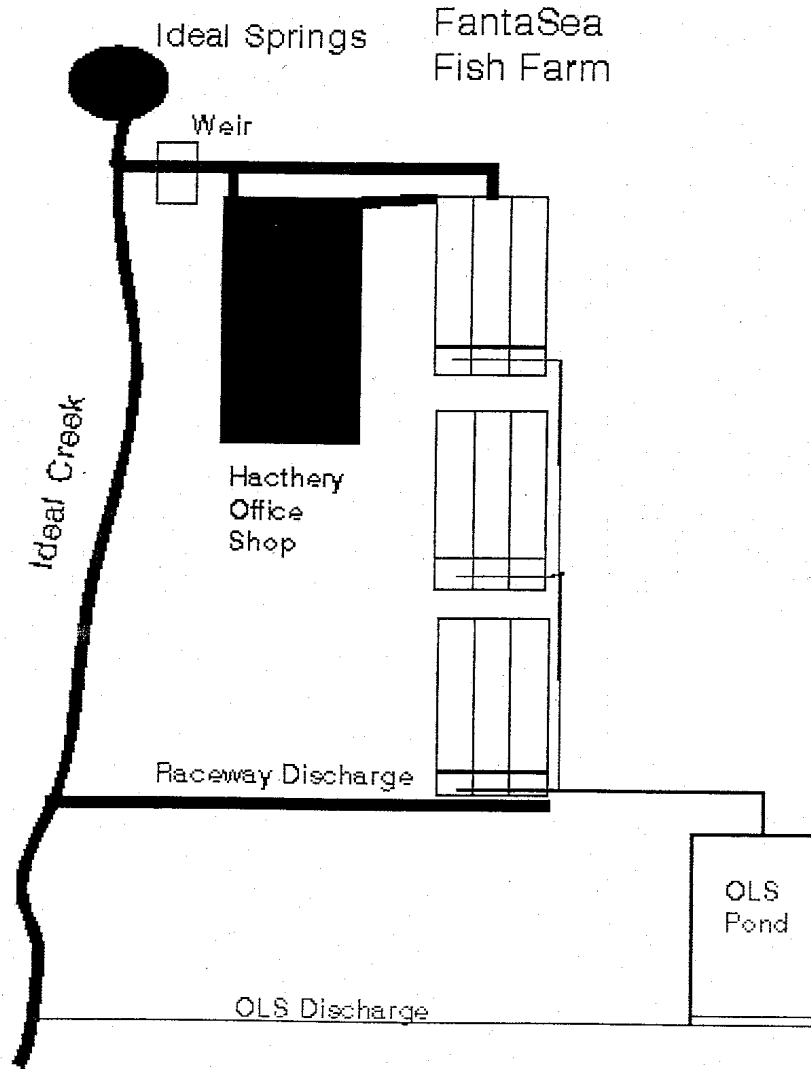 Ideal Springs
FantaSea
Fish Farm
Weir
Ideal Creek
Hacthery
Office
Shop
Raceway Discharge
OLS
Pond
OLS Discharge